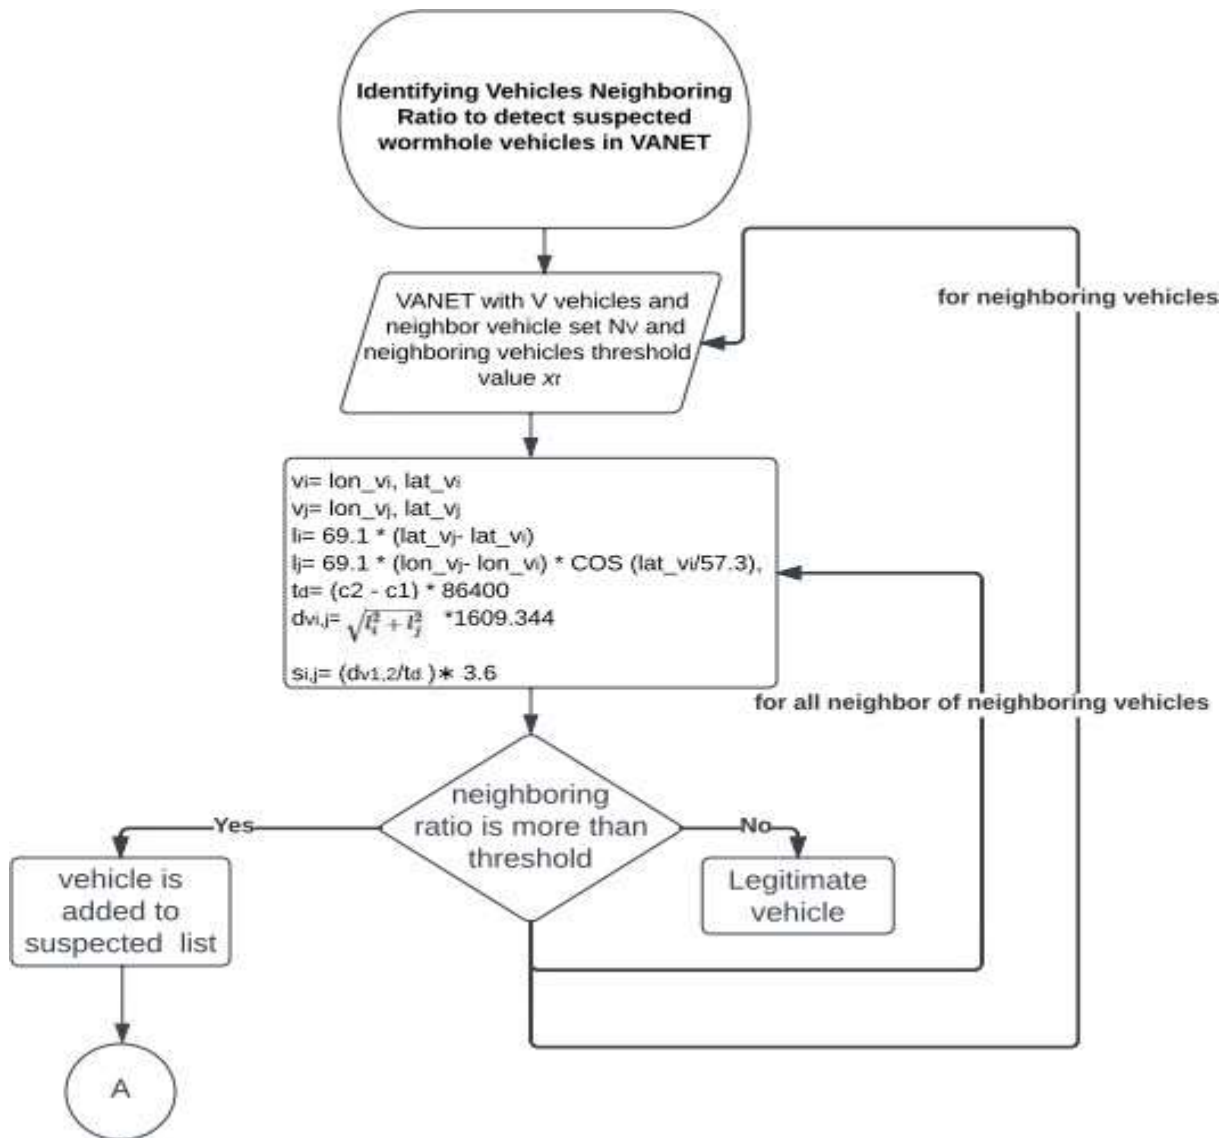 Identifying Vehicles Neighboring
Ratio to detect suspected
wormhole vehicles in VANET
for neighboring vehicles
VANET with V vehicles and
neighbor vehicle set Nv and
neighboring vehicles threshold
value xr
vi= lon_vi, lat_vi
vj= lon_vj, lat_vj
li= 69.1 * (lat_vj- lat_vi)
lj= 69.1 * (lon_vj- lon_vi) * COS (lat_vi/57.3),
td= (c2 - c1) * 86400
dvi,j= √(l_i^2 + l_j^2) *1609.344
si,j= (dv1,2/td )* 3.6
for all neighbor of neighboring vehicles
neighboring
ratio is more than
threshold
Yes
No
vehicle is
added to
suspected list
Legitimate
vehicle
A